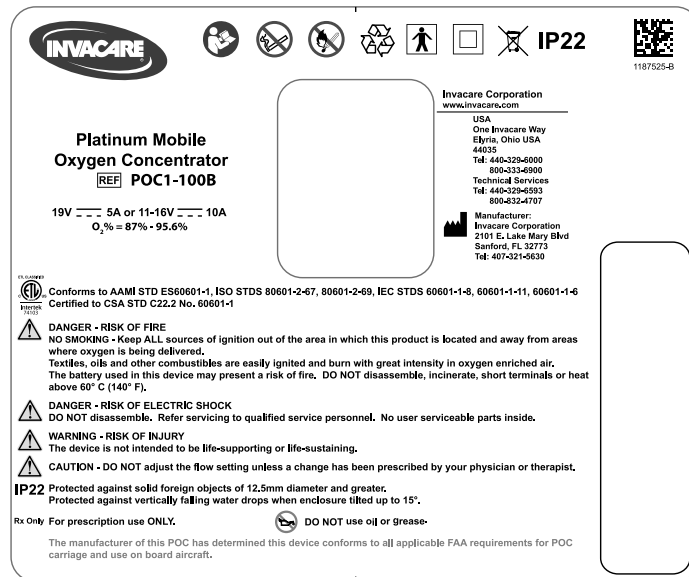 INVACARE
IP22
1187525-B
Platinum Mobile
Oxygen Concentrator
REF POC1-100B
19V 5A or 11-16V 10A
O2% = 87% - 95.6%
Invacare Corporation
www.invacare.com
USA
One Invacare Way
Elyria, Ohio USA
44035
Tel: 440-329-6000
800-333-6900
Technical Services
Tel: 440-329-6593
800-832-4707
Manufacturer:
Invacare Corporation
2101 E. Lake Mary Blvd
Sanford, FL 32773
Tel: 407-321-5630
ETL CLASSIFIED
ETL
c us
Intertek
74103
Conforms to AAMI STD ES60601-1, ISO STDS 80601-2-67, 80601-2-69, IEC STDS 60601-1-8, 60601-1-11, 60601-1-6
Certified to CSA STD C22.2 No. 60601-1
DANGER - RISK OF FIRE
NO SMOKING - Keep ALL sources of ignition out of the area in which this product is located and away from areas
where oxygen is being delivered.
Textiles, oils and other combustibles are easily ignited and burn with great intensity in oxygen enriched air.
The battery used in this device may present a risk of fire. DO NOT disassemble, incinerate, short terminals or heat
above 60° C (140° F).
DANGER - RISK OF ELECTRIC SHOCK
DO NOT disassemble. Refer servicing to qualified service personnel. No user serviceable parts inside.
WARNING - RISK OF INJURY
The device is not intended to be life-supporting or life-sustaining.
CAUTION - DO NOT adjust the flow setting unless a change has been prescribed by your physician or therapist.
IP22 Protected against solid foreign objects of 12.5mm diameter and greater.
Protected against vertically falling water drops when enclosure tilted up to 15°.
Rx Only For prescription use ONLY. DO NOT use oil or grease.
The manufacturer of this POC has determined this device conforms to all applicable FAA requirements for POC
carriage and use on board aircraft.